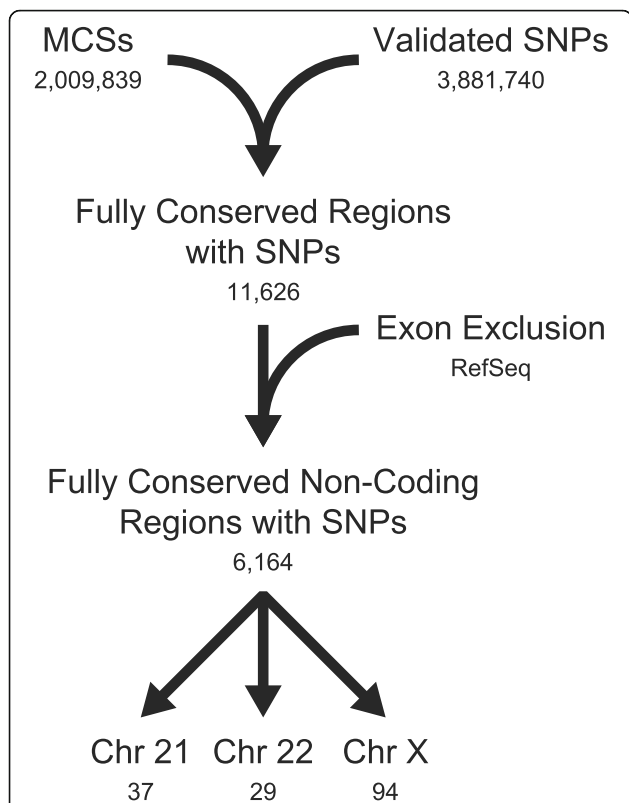 MCSs
2,009,839
Validated SNPs
3,881,740
Fully Conserved Regions
with SNPs
11,626
Exon Exclusion
RefSeq
Fully Conserved Non-Coding
Regions with SNPs
6,164
Chr 21
37
Chr 22
29
Chr X
94